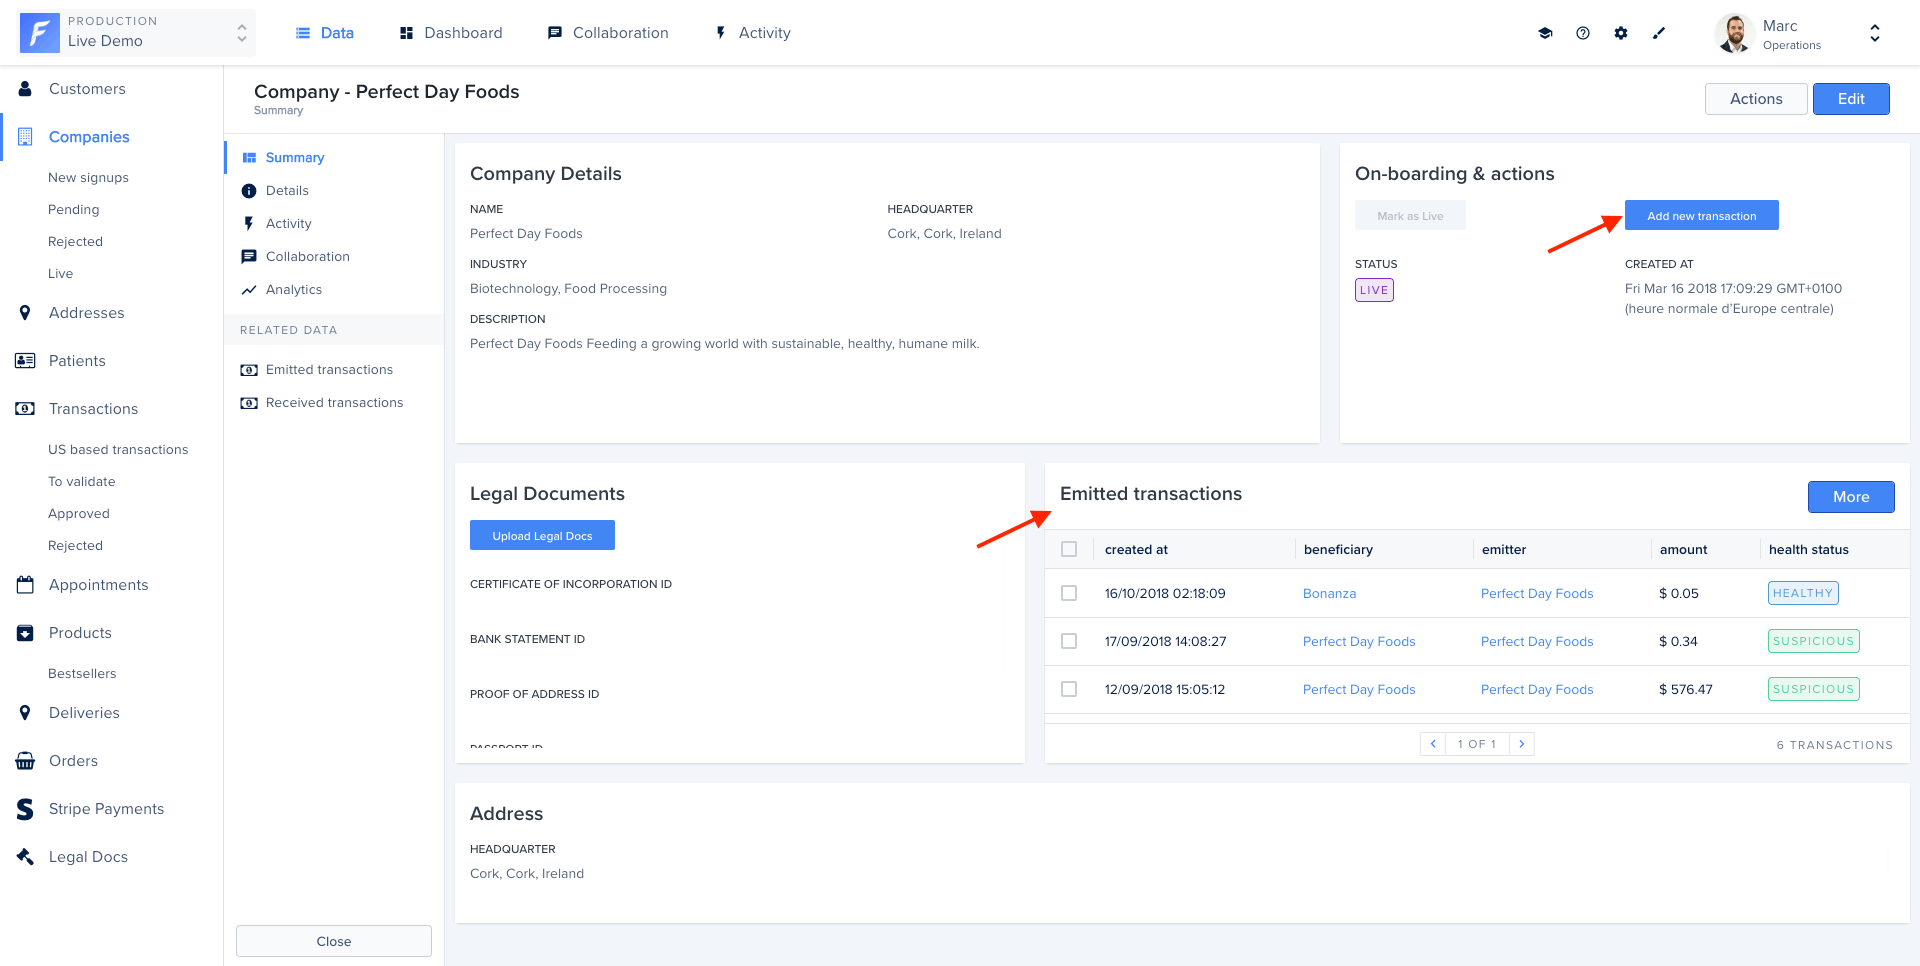 PRODUCTION
Live Demo
Data
Dashboard
Collaboration
Activity
Marc
Operations
Customers
Companies
New signups
Pending
Rejected
Live
Addresses
Patients
Transactions
US based transactions
To validate
Approved
Rejected
Appointments
Products
Bestsellers
Deliveries
Orders
Stripe Payments
Legal Docs
Company - Perfect Day Foods
Summary
Actions
Edit
Summary
Details
Activity
Collaboration
Analytics
RELATED DATA
Emitted transactions
Received transactions
Close
Company Details
NAME
Perfect Day Foods
HEADQUARTER
Cork, Cork, Ireland
INDUSTRY
Biotechnology, Food Processing
DESCRIPTION
Perfect Day Foods Feeding a growing world with sustainable, healthy, humane milk.
On-boarding & actions
Mark as Live
Add new transaction
STATUS
LIVE
CREATED AT
Fri Mar 16 2018 17:09:29 GMT+0100
(heure normale d’Europe centrale)
Legal Documents
Upload Legal Docs
CERTIFICATE OF INCORPORATION ID
BANK STATEMENT ID
PROOF OF ADDRESS ID
PASSPORT ID
Emitted transactions
More
created at beneficiary emitter amount health status
16/10/2018 02:18:09 Bonanza Perfect Day Foods $ 0.05 HEALTHY
17/09/2018 14:08:27 Perfect Day Foods Perfect Day Foods $ 0.34 SUSPICIOUS
12/09/2018 15:05:12 Perfect Day Foods Perfect Day Foods $ 576.47 SUSPICIOUS
1 OF 1
6 TRANSACTIONS
Address
HEADQUARTER
Cork, Cork, Ireland